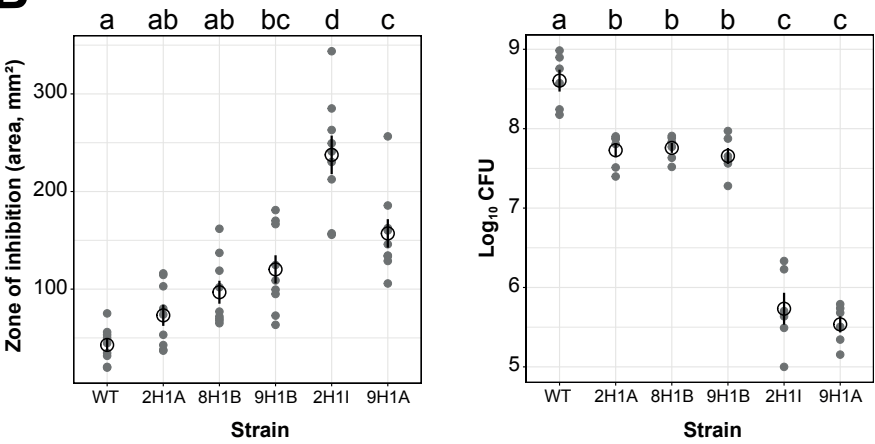 a ab ab bc d c
Zone of inhibition (area, mm²)
300
200
100
WT 2H1A 8H1B 9H1B 2H1I 9H1A
Strain
a b b b c c
Log₁₀ CFU
9
8
7
6
5
WT 2H1A 8H1B 9H1B 2H1I 9H1A
Strain